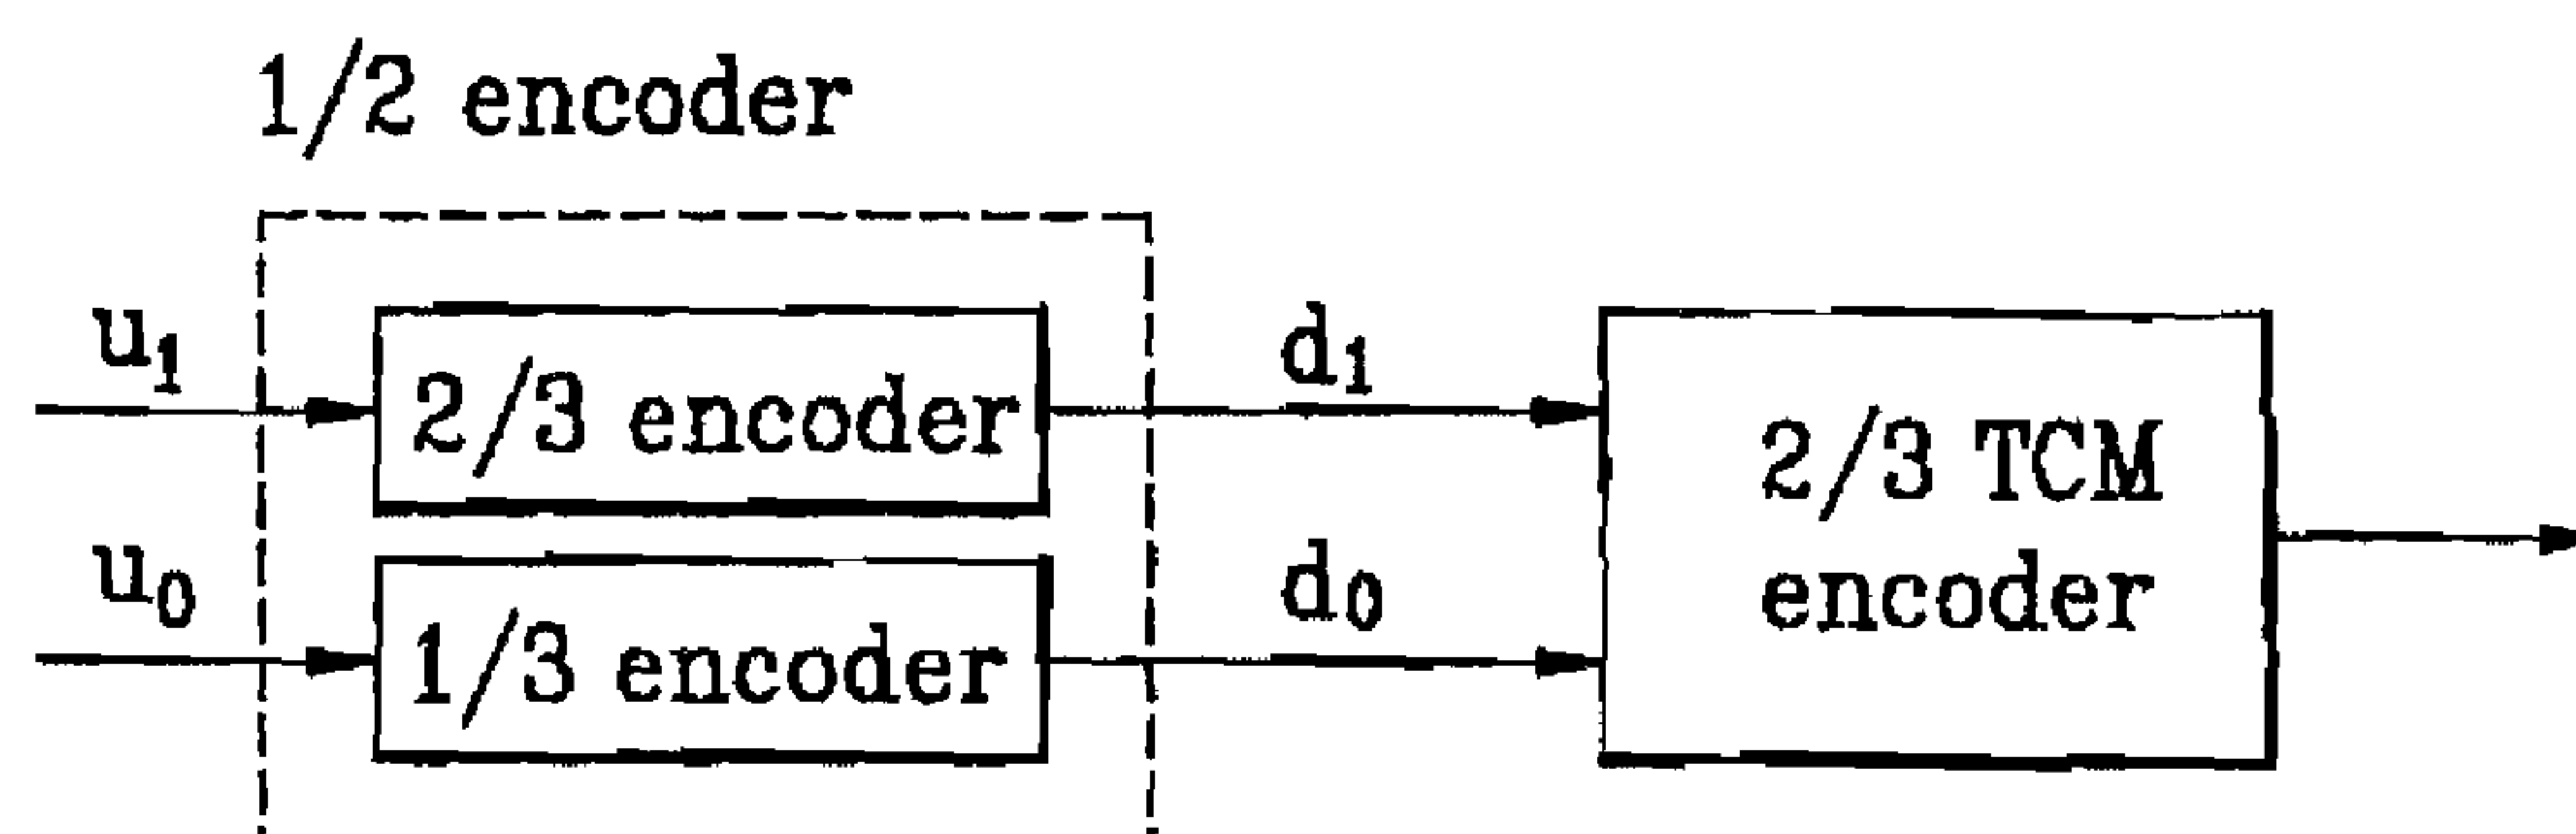 1/2 encoder
u1
2/3 encoder
d1
2/3 TCM
encoder
u0
1/3 encoder
d0